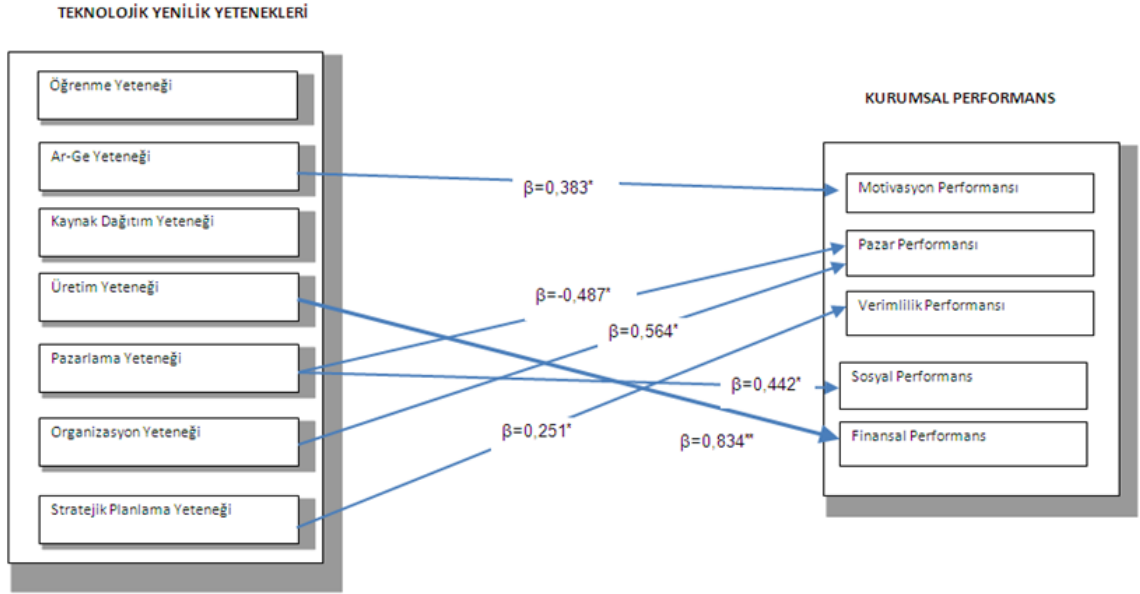 TEKNOLOJİK YENİLİK YETENEKLERİ
Öğrenme Yeteneği
Ar-Ge Yeteneği
Kaynak Dağıtım Yeteneği
Üretim Yeteneği
Pazarlama Yeteneği
Organizasyon Yeteneği
Stratejik Planlama Yeteneği
β=0,383*
β=-0,487*
β=0,564*
β=0,442*
β=0,251*
β=0,834**
KURUMSAL PERFORMANS
Motivasyon Performansı
Pazar Performansı
Verimlilik Performansı
Sosyal Performans
Finansal Performans